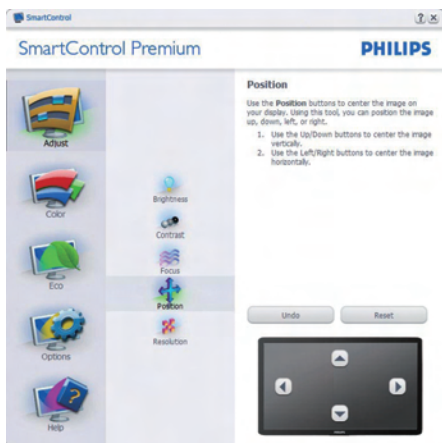 SmartControl
SmartControl Premium
PHILIPS
Adjust
Color
Eco
Options
Help
Brightness
Contrast
Focus
Position
Resolution
Position
Use the Position buttons to center the image on
your display. Using this tool, you can position the image
up, down, left, or right.
1. Use the Up/Down buttons to center the image
vertically.
2. Use the Left/Right buttons to center the image
horizontally.
Undo
Reset
PHILIPS